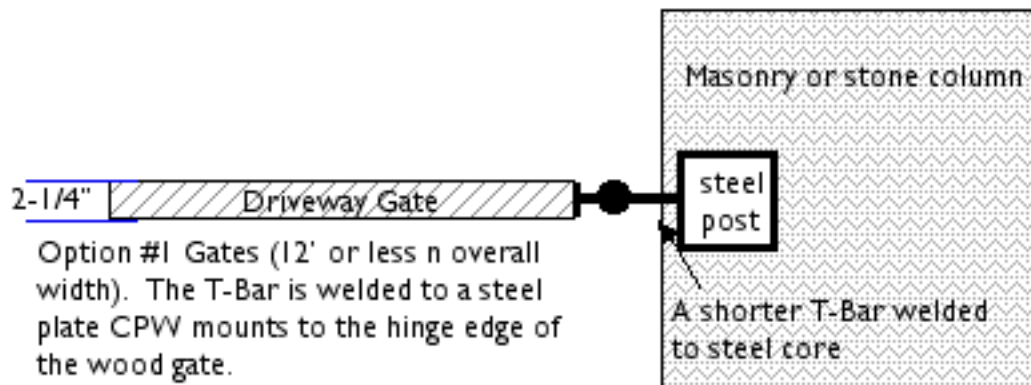 Masonry or stone column
2-1/4"
Driveway Gate
steel
post
Option #1 Gates (12' or less n overall
width). The T-Bar is welded to a steel
plate CPW mounts to the hinge edge of
the wood gate.
A shorter T-Bar welded
to steel core